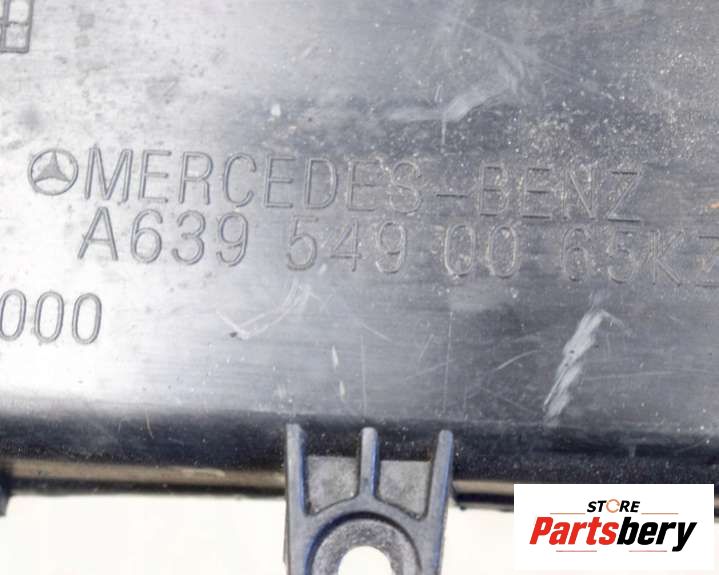 MERCEDES-BENZ
A639 549 00 65KZ
000
STORE
Partsbery